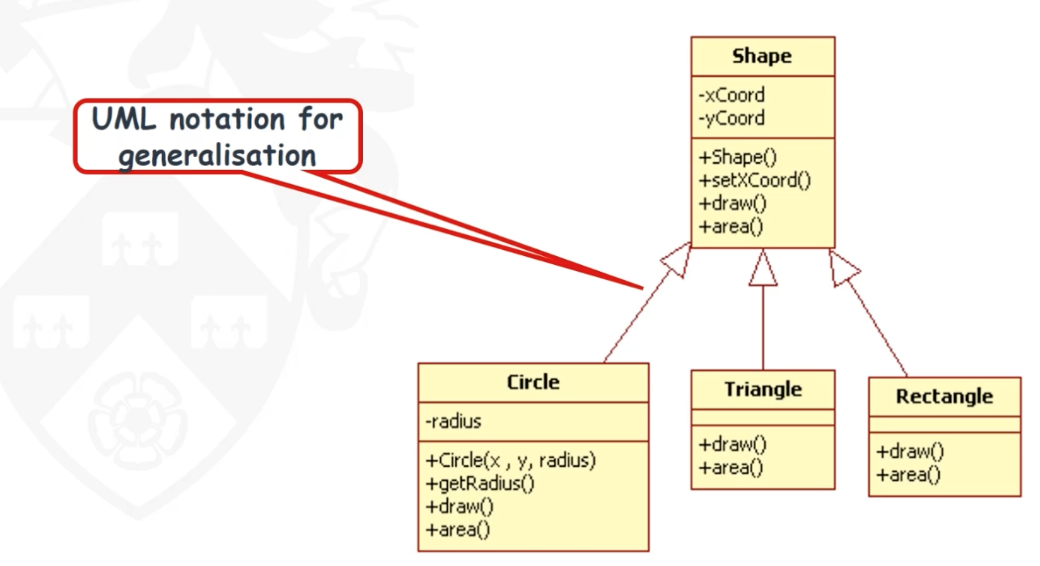 UML notation for
generalisation
Shape
-xCoord
-yCoord
+Shape()
+setXCoord()
+draw()
+area()
Circle
-radius
+Circle(x , y, radius)
+getRadius()
+draw()
+area()
Triangle
+draw()
+area()
Rectangle
+draw()
+area()